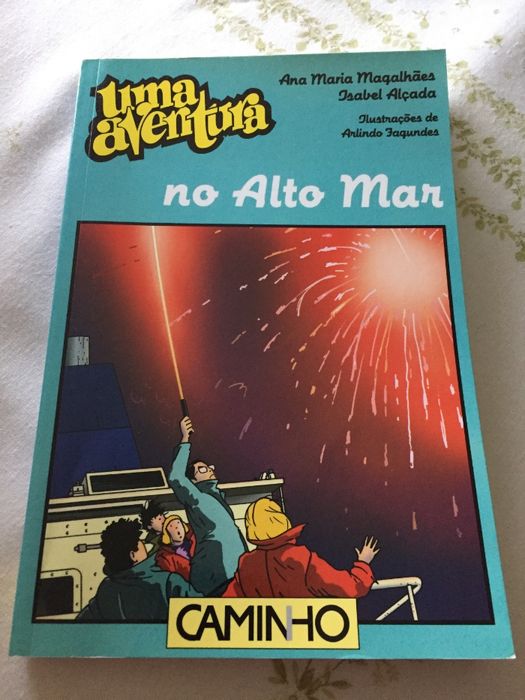 uma
aventura
Ana Maria Magalhães
Isabel Alçada
Ilustrações de
Arlindo Fagundes
no Alto Mar
CAMINHO